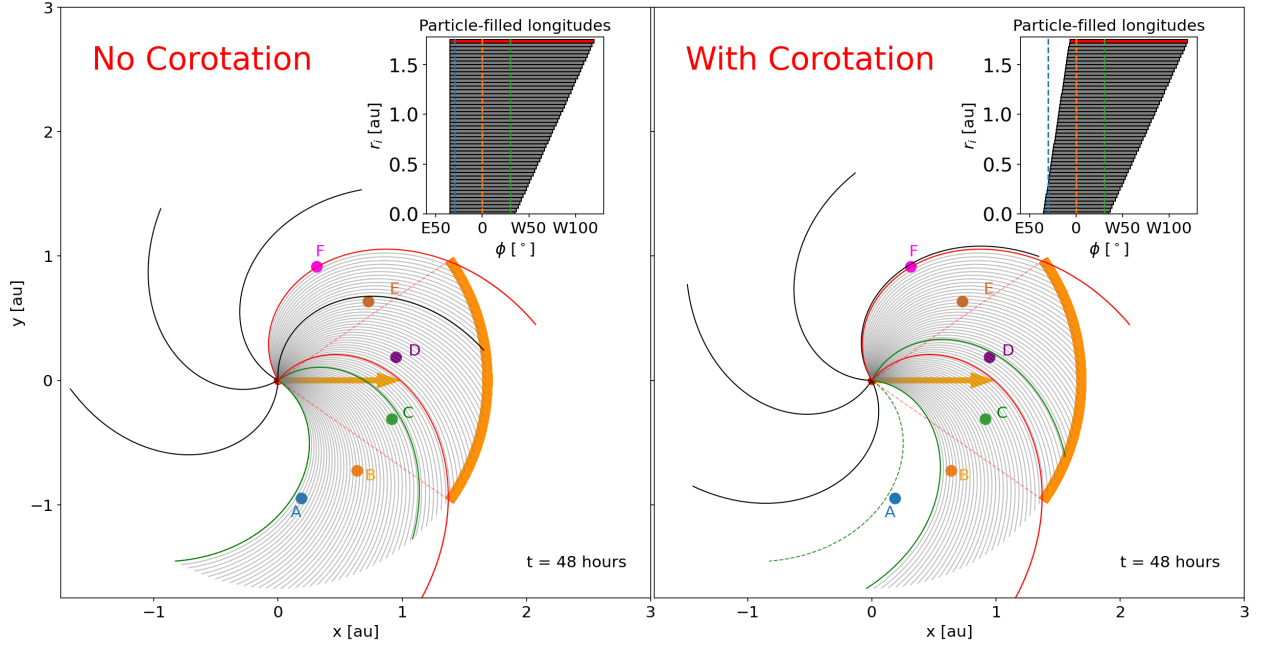 No Corotation
Particle-filled longitudes
1.5
1.0
0.5
0.0
r_i [au]
E50 0 W50 W100
ϕ [°]
3
2
1
0
−1
y [au]
F
E
D
C
B
A
t = 48 hours
−1 0 1 2 3
x [au]
With Corotation
Particle-filled longitudes
1.5
1.0
0.5
0.0
r_i [au]
E50 0 W50 W100
ϕ [°]
F
E
D
C
B
A
t = 48 hours
−1 0 1 2 3
x [au]